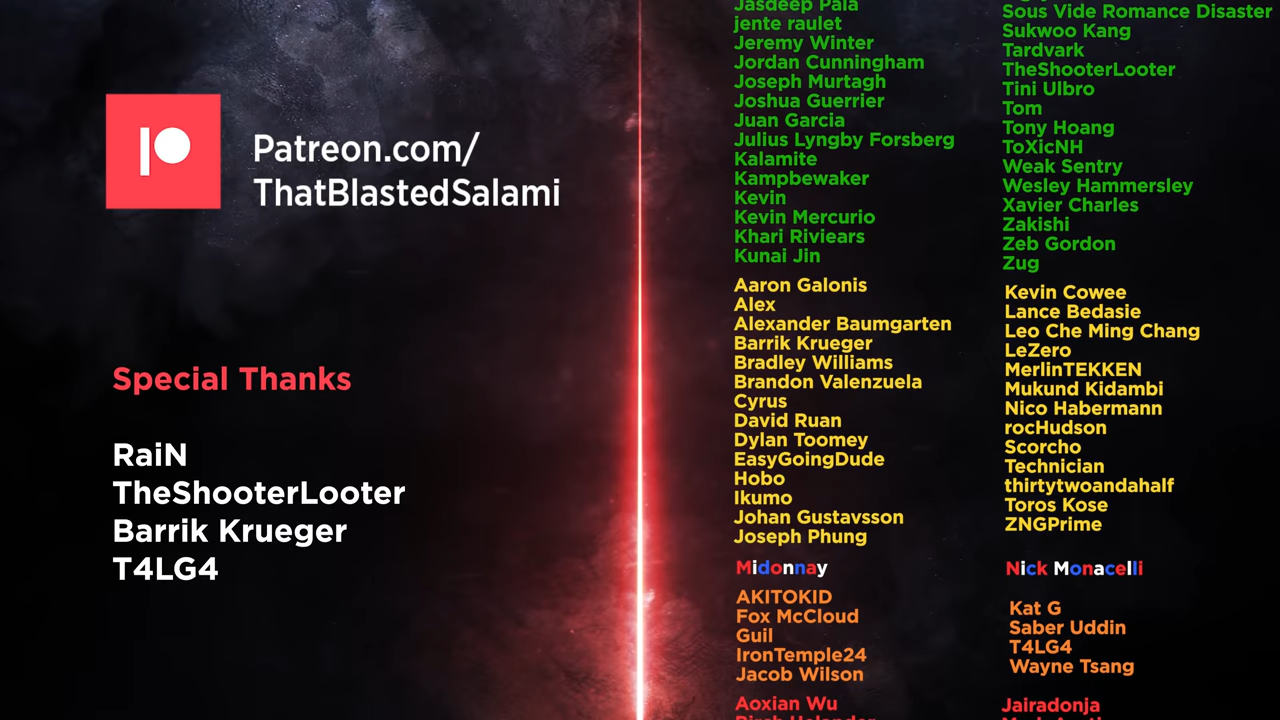 Patreon.com/
ThatBlastedSalami
Special Thanks
RaiN
TheShooterLooter
Barrik Krueger
T4LG4
Jasdeep Pala
jente raulet
Jeremy Winter
Jordan Cunningham
Joseph Murtagh
Joshua Guerrier
Juan Garcia
Julius Lyngby Forsberg
Kalamite
Kampbewaker
Kevin
Kevin Mercurio
Khari Riviears
Kunai Jin
Aaron Galonis
Alex
Alexander Baumgarten
Barrik Krueger
Bradley Williams
Brandon Valenzuela
Cyrus
David Ruan
Dylan Toomey
EasyGoingDude
Hobo
Ikumo
Johan Gustavsson
Joseph Phung
Midonnay
AKITOKID
Fox McCloud
Guil
IronTemple24
Jacob Wilson
Aoxian Wu
Sous Vide Romance Disaster
Sukwoo Kang
Tardvark
TheShooterLooter
Tini Ulbro
Tom
Tony Hoang
ToXicNH
Weak Sentry
Wesley Hammersley
Xavier Charles
Zakishi
Zeb Gordon
Zug
Kevin Cowee
Lance Bedasie
Leo Che Ming Chang
LeZero
MerlinTEKKEN
Mukund Kidambi
Nico Habermann
rocHudson
Scorcho
Technician
thirtytwoandahalf
Toros Kose
ZNGPrime
Nick Monacelli
Kat G
Saber Uddin
T4LG4
Wayne Tsang
Jairadonja